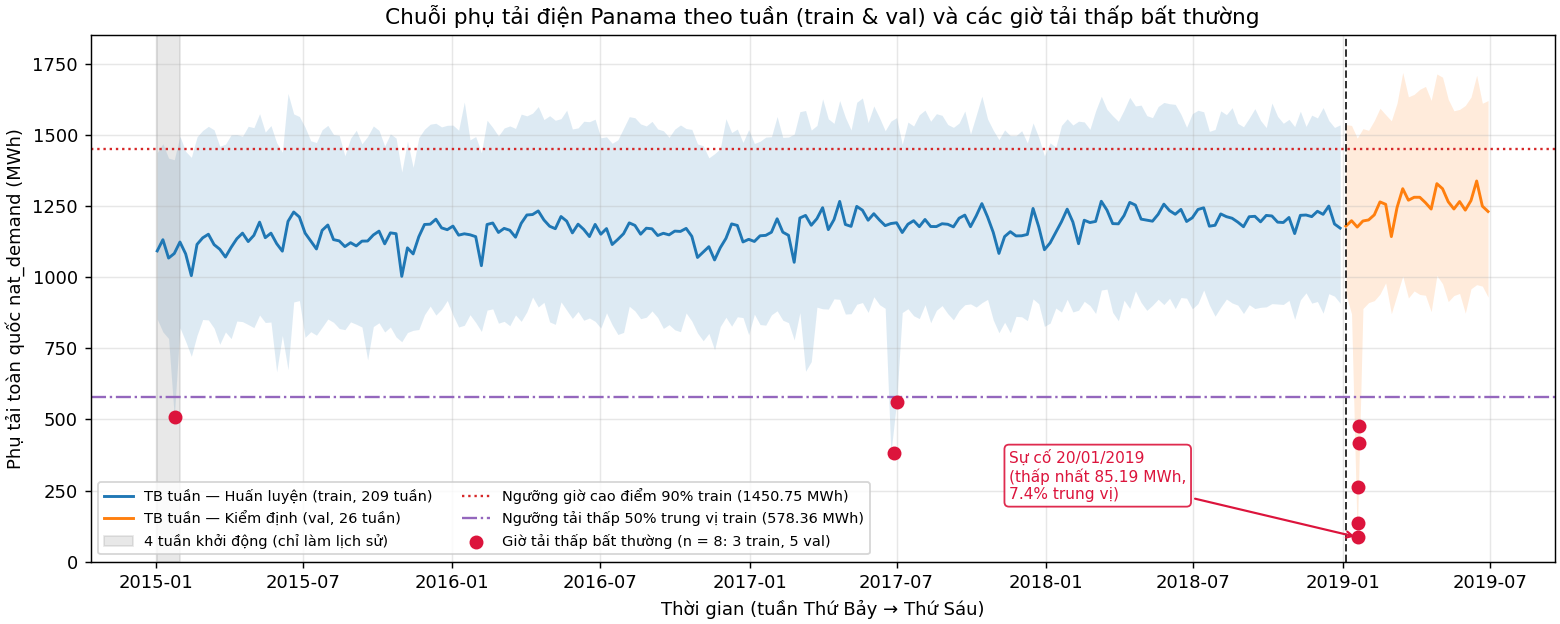 Chuỗi phụ tải điện Panama theo tuần (train & val) và các giờ tải thấp bất thường
Phụ tải toàn quốc nat_demand (MWh)
1750
1500
1250
1000
750
500
250
0
Sự cố 20/01/2019
(thấp nhất 85.19 MWh,
7.4% trung vị)
TB tuần — Huấn luyện (train, 209 tuần)
TB tuần — Kiểm định (val, 26 tuần)
4 tuần khởi động (chỉ làm lịch sử)
Ngưỡng giờ cao điểm 90% train (1450.75 MWh)
Ngưỡng tải thấp 50% trung vị train (578.36 MWh)
Giờ tải thấp bất thường (n = 8: 3 train, 5 val)
2015-01 2015-07 2016-01 2016-07 2017-01 2017-07 2018-01 2018-07 2019-01 2019-07
Thời gian (tuần Thứ Bảy → Thứ Sáu)